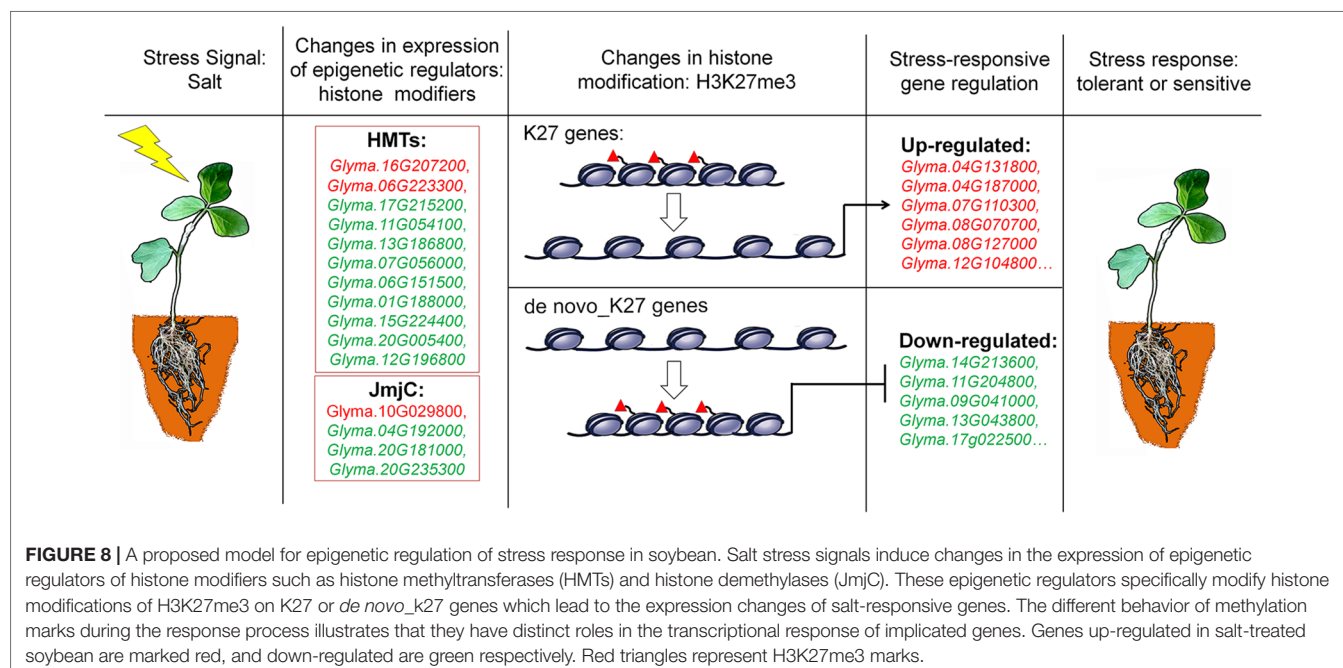 Stress Signal:
Salt
Changes in expression
of epigenetic regulators:
histone modifiers
Changes in histone
modification: H3K27me3
Stress-responsive
gene regulation
Stress response:
tolerant or sensitive
HMTs:
Glyma.16G207200,
Glyma.06G223300,
Glyma.17G215200,
Glyma.11G054100,
Glyma.13G186800,
Glyma.07G056000,
Glyma.06G151500,
Glyma.01G188000,
Glyma.15G224400,
Glyma.20G005400,
Glyma.12G196800
JmjC:
Glyma.10G029800,
Glyma.04G192000,
Glyma.20G181000,
Glyma.20G235300
K27 genes:
de novo_K27 genes
Up-regulated:
Glyma.04G131800,
Glyma.04G187000,
Glyma.07G110300,
Glyma.08G070700,
Glyma.08G127000
Glyma.12G104800…
Down-regulated:
Glyma.14G213600,
Glyma.11G204800,
Glyma.09G041000,
Glyma.13G043800,
Glyma.17g022500…
FIGURE 8 | A proposed model for epigenetic regulation of stress response in soybean. Salt stress signals induce changes in the expression of epigenetic
regulators of histone modifiers such as histone methyltransferases (HMTs) and histone demethylases (JmjC). These epigenetic regulators specifically modify histone
modifications of H3K27me3 on K27 or de novo_k27 genes which lead to the expression changes of salt-responsive genes. The different behavior of methylation
marks during the response process illustrates that they have distinct roles in the transcriptional response of implicated genes. Genes up-regulated in salt-treated
soybean are marked red, and down-regulated are green respectively. Red triangles represent H3K27me3 marks.